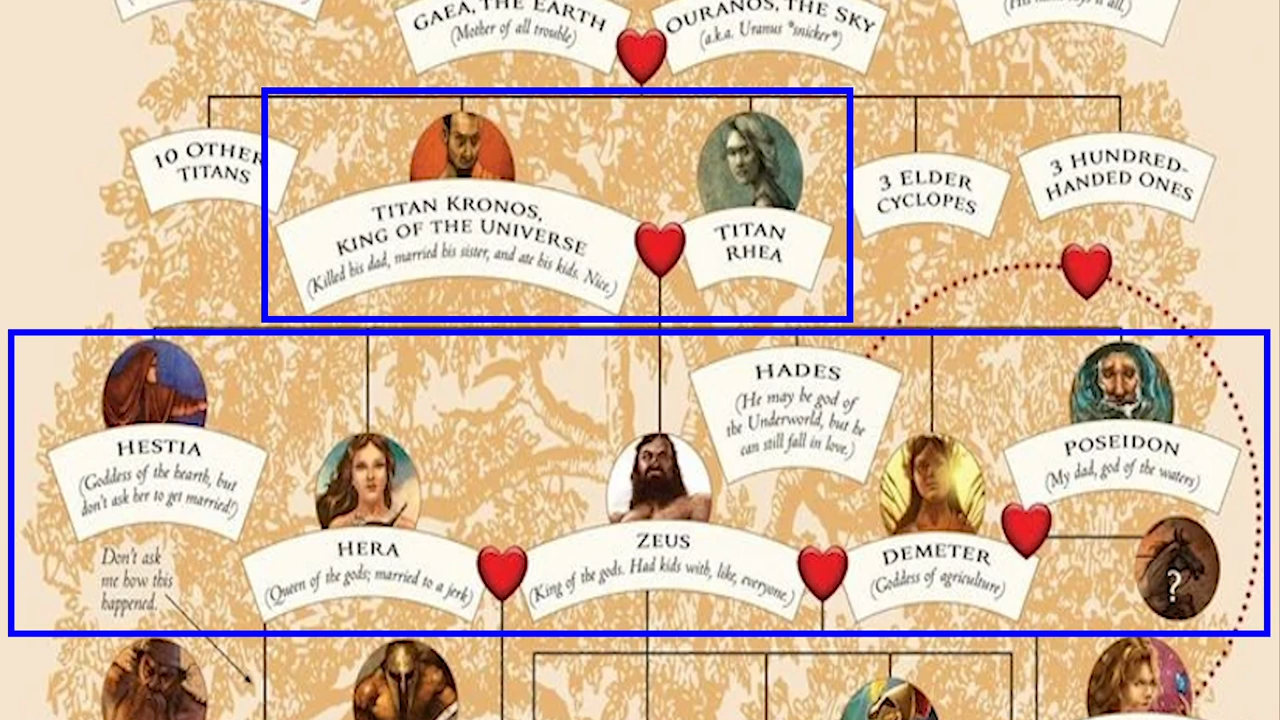 GAEA, THE EARTH
(Mother of all trouble)
OURANOS, THE SKY
(a.k.a. Uranus *snicker*)
10 OTHER
TITANS
TITAN KRONOS,
KING OF THE UNIVERSE
(Killed his dad, married his sister, and ate his kids. Nice.)
TITAN
RHEA
3 ELDER
CYCLOPES
3 HUNDRED-
HANDED ONES
HESTIA
(Goddess of the hearth, but
don't ask her to get married!)
HERA
(Queen of the gods; married to a jerk)
ZEUS
(King of the gods. Had kids with, like, everyone.)
HADES
(He may be god of
the Underworld, but he
can still fall in love.)
DEMETER
(Goddess of agriculture)
POSEIDON
(My dad, god of the waters)
?
Don't ask
me how this
happened.